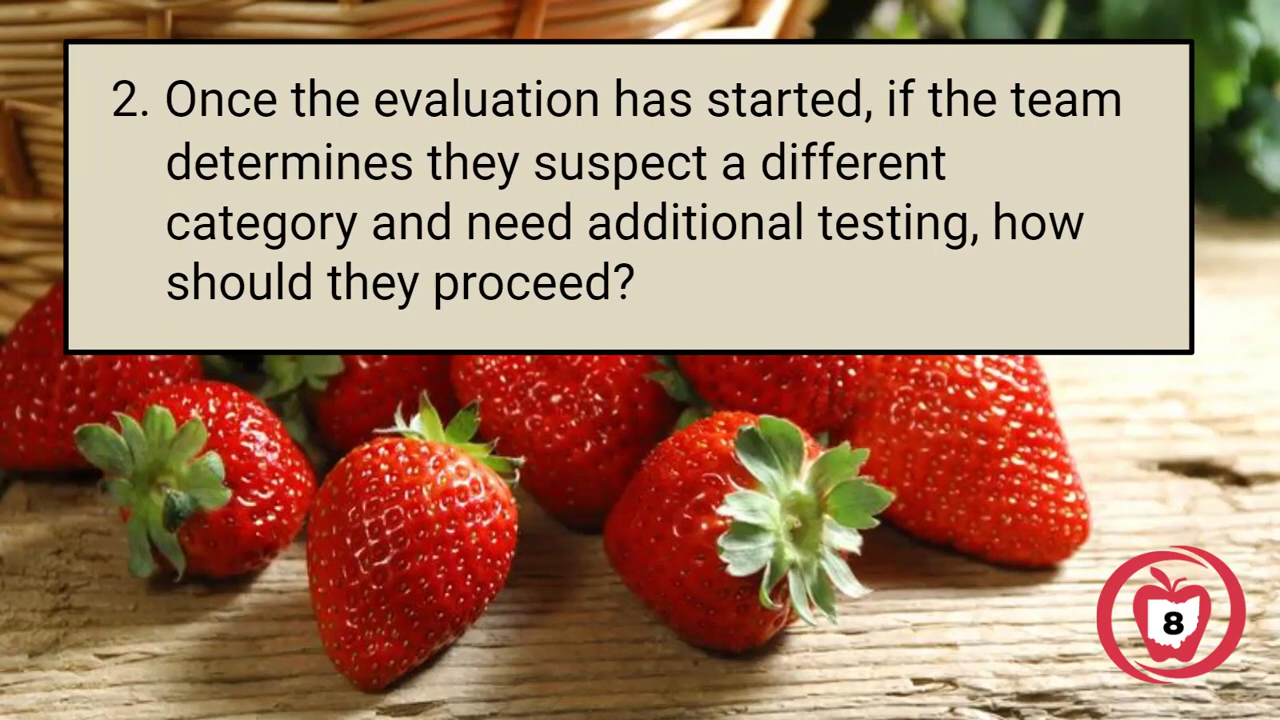 2. Once the evaluation has started, if the team
determines they suspect a different
category and need additional testing, how
should they proceed?
8